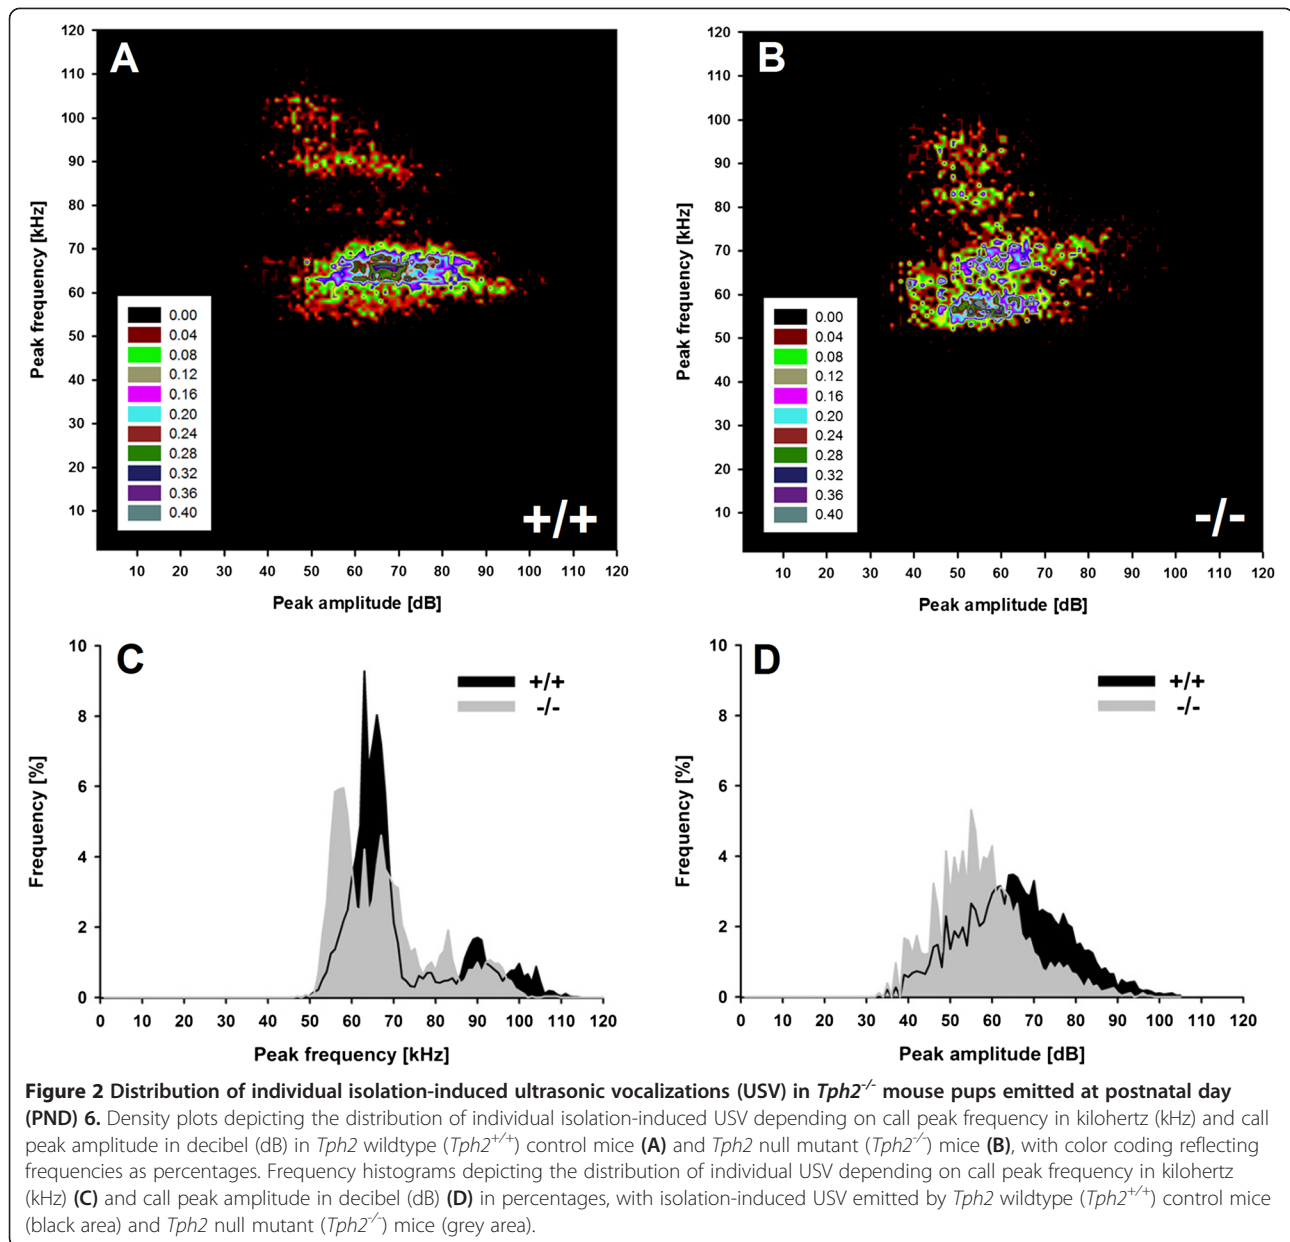 A
+/+
Peak frequency [kHz]
120
110
100
90
80
70
60
50
40
30
20
10
0.00
0.04
0.08
0.12
0.16
0.20
0.24
0.28
0.32
0.36
0.40
10 20 30 40 50 60 70 80 90 100 110 120
Peak amplitude [dB]
B
-/-
Peak frequency [kHz]
120
110
100
90
80
70
60
50
40
30
20
10
0.00
0.04
0.08
0.12
0.16
0.20
0.24
0.28
0.32
0.36
0.40
10 20 30 40 50 60 70 80 90 100 110 120
Peak amplitude [dB]
C
+/+
-/-
Frequency [%]
10
8
6
4
2
0
0 10 20 30 40 50 60 70 80 90 100 110 120
Peak frequency [kHz]
D
+/+
-/-
Frequency [%]
10
8
6
4
2
0
0 10 20 30 40 50 60 70 80 90 100 110 120
Peak amplitude [dB]
Figure 2 Distribution of individual isolation-induced ultrasonic vocalizations (USV) in Tph2-/- mouse pups emitted at postnatal day
(PND) 6. Density plots depicting the distribution of individual isolation-induced USV depending on call peak frequency in kilohertz (kHz) and call
peak amplitude in decibel (dB) in Tph2 wildtype (Tph2+/+) control mice (A) and Tph2 null mutant (Tph2-/-) mice (B), with color coding reflecting
frequencies as percentages. Frequency histograms depicting the distribution of individual USV depending on call peak frequency in kilohertz
(kHz) (C) and call peak amplitude in decibel (dB) (D) in percentages, with isolation-induced USV emitted by Tph2 wildtype (Tph2+/+) control mice
(black area) and Tph2 null mutant (Tph2-/-) mice (grey area).